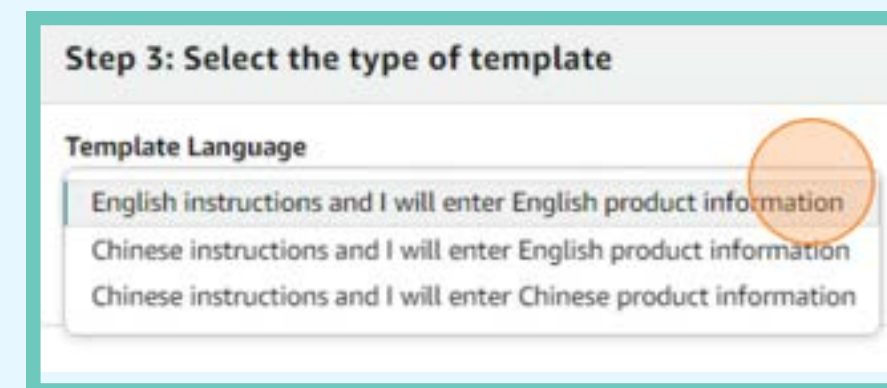 Step 3: Select the type of template
Template Language
English instructions and I will enter English product information
Chinese instructions and I will enter English product information
Chinese instructions and I will enter Chinese product information